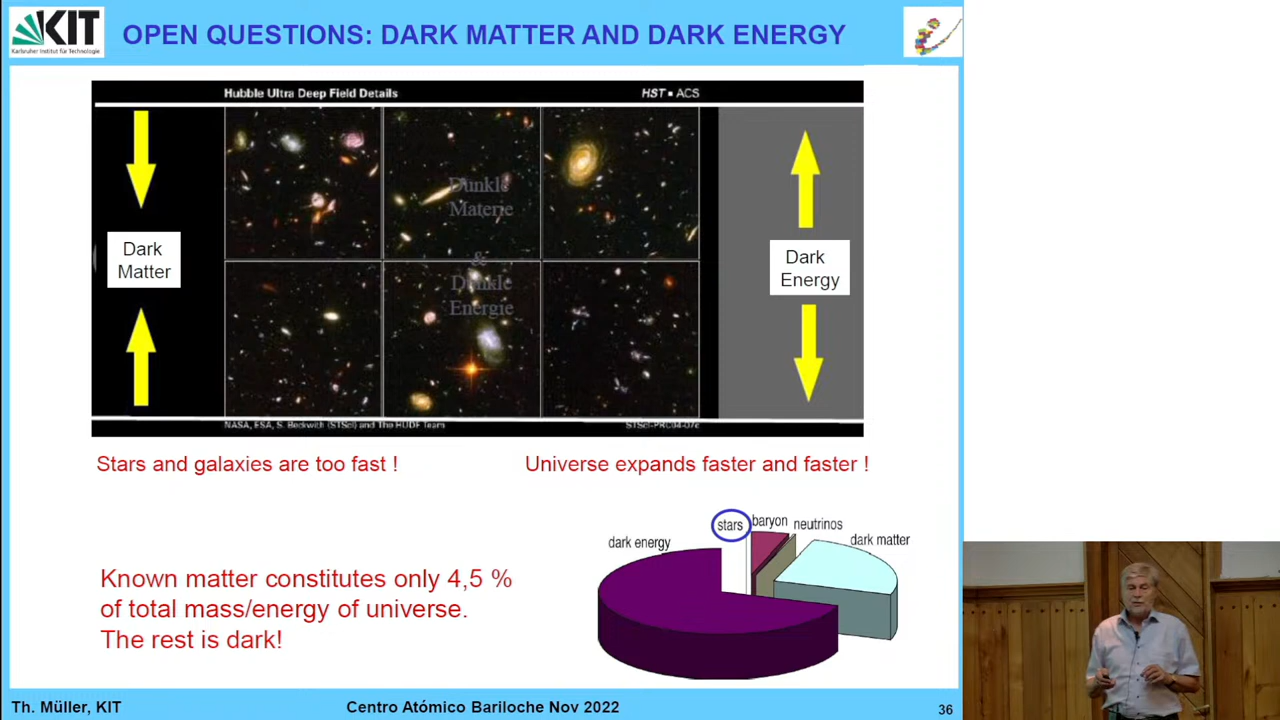 KIT
Karlsruher Institut für Technologie
OPEN QUESTIONS: DARK MATTER AND DARK ENERGY
Hubble Ultra Deep Field Details
HST ▪ ACS
Dark
Matter
Dunkle
Materie
&
Dunkle
Energie
Dark
Energy
NASA, ESA, S. Beckwith (STScI) and The HUDF Team
STScI-PRC04-07c
Stars and galaxies are too fast !
Universe expands faster and faster !
Known matter constitutes only 4,5 %
of total mass/energy of universe.
The rest is dark!
dark energy
stars
baryon
neutrinos
dark matter
Th. Müller, KIT
Centro Atómico Bariloche Nov 2022
36